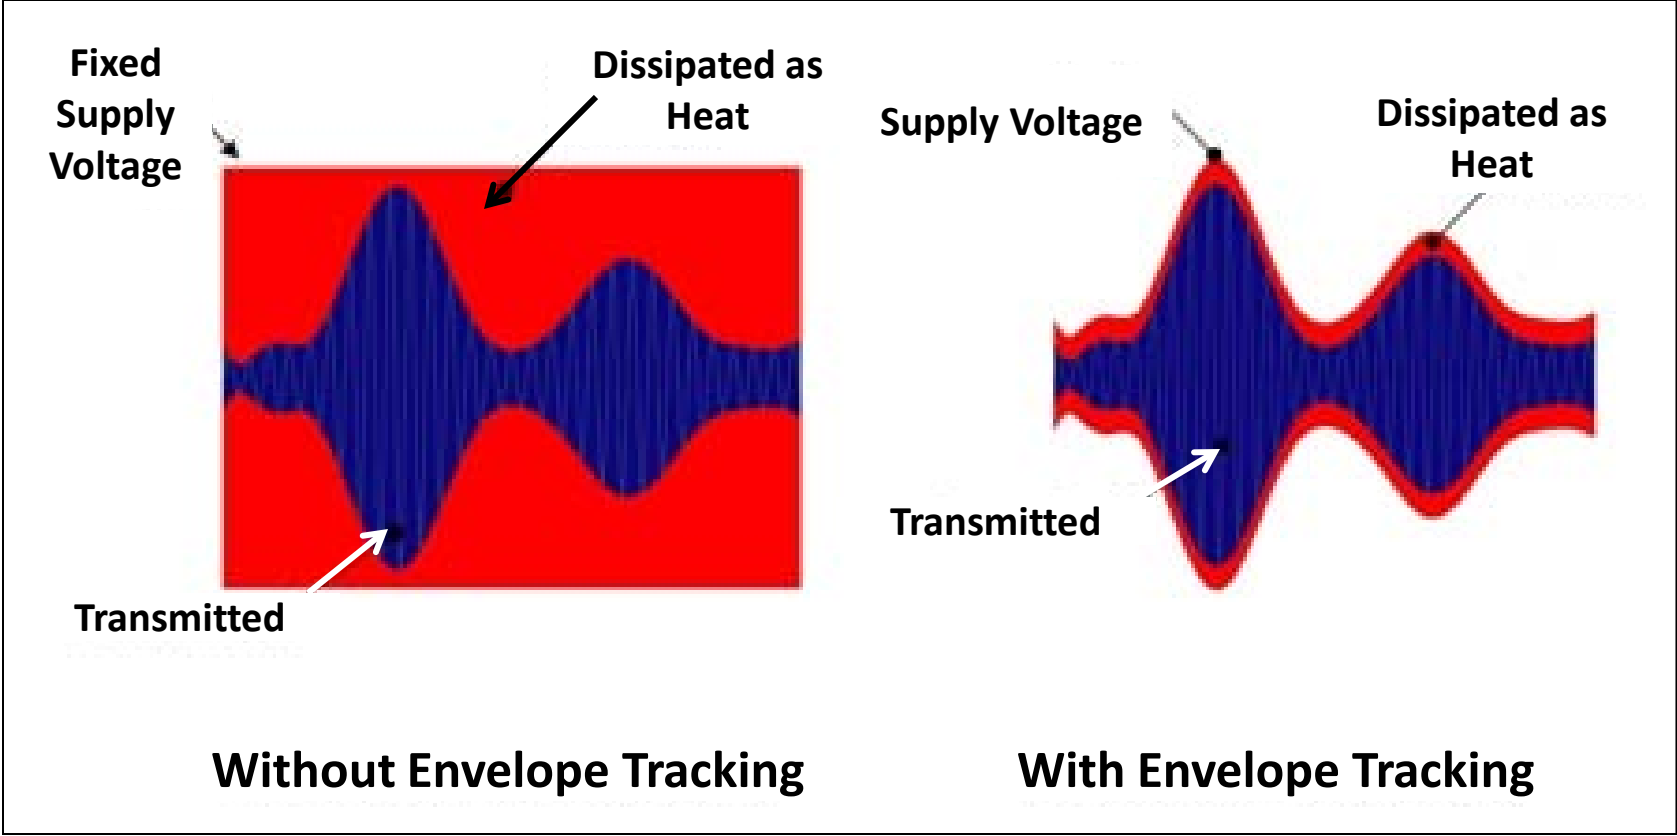 Fixed
Supply
Voltage
Dissipated as
Heat
Transmitted
Without Envelope Tracking
Supply Voltage
Dissipated as
Heat
Transmitted
With Envelope Tracking